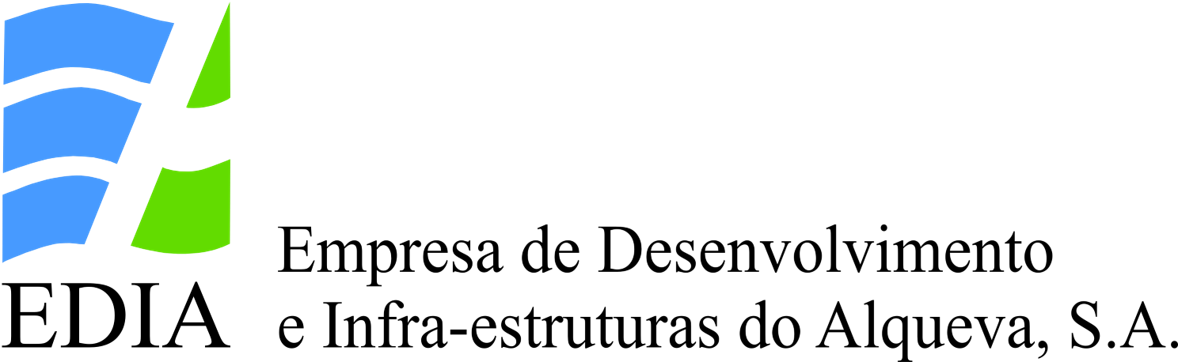 EDIA
Empresa de Desenvolvimento
e Infra-estruturas do Alqueva, S.A.